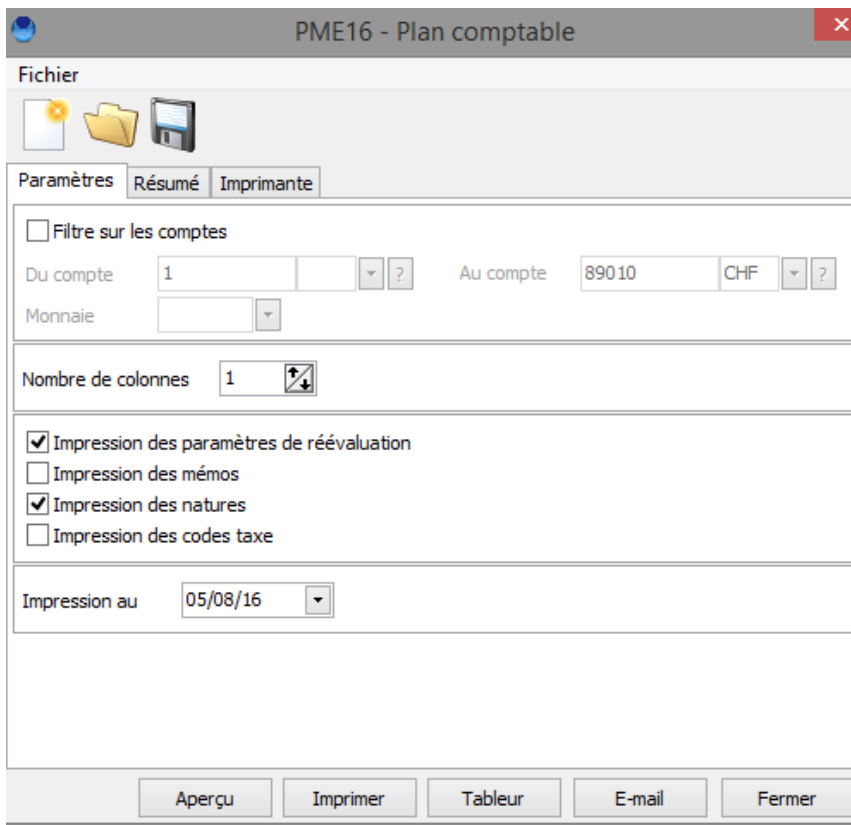 PME16 - Plan comptable
Fichier
Paramètres Résumé Imprimante
Filtre sur les comptes
Du compte 1 ? Au compte 89010 CHF ?
Monnaie
Nombre de colonnes 1
Impression des paramètres de réévaluation
Impression des mémos
Impression des natures
Impression des codes taxe
Impression au 05/08/16
Aperçu Imprimer Tableur E-mail Fermer